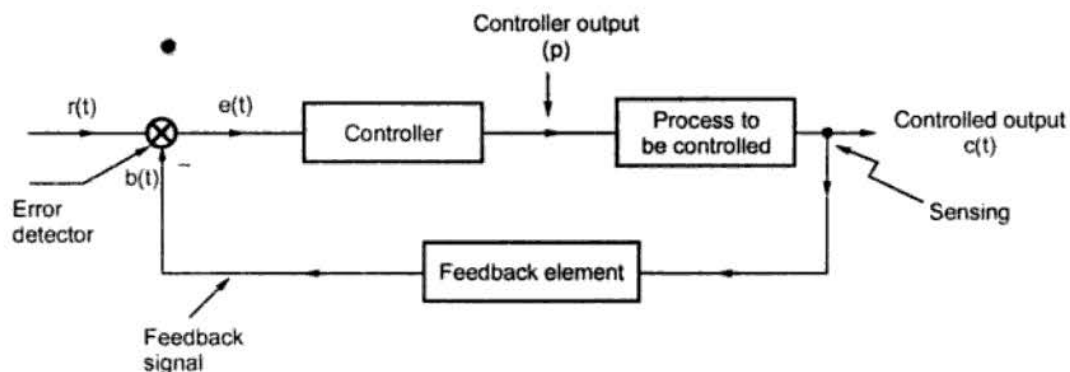 Controller output
(p)
r(t)
e(t)
Controller
Process to
be controlled
Controlled output
c(t)
–
b(t)
Error
detector
Sensing
Feedback element
Feedback
signal